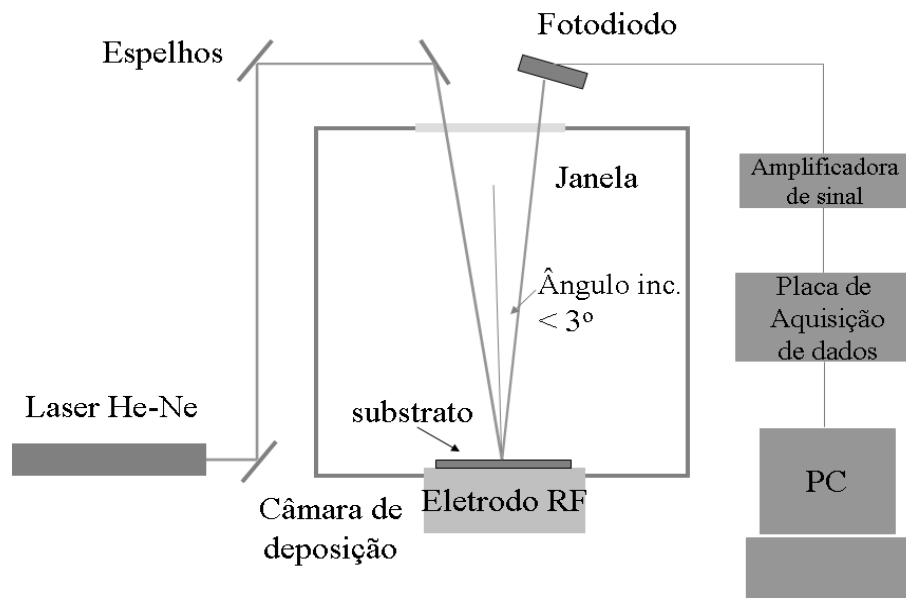 Fotodiodo
Espelhos
Janela
Amplificadora
de sinal
Ângulo inc.
< 3º
Placa de
Aquisição
de dados
Laser He-Ne
substrato
Eletrodo RF
Câmara de
deposição
PC